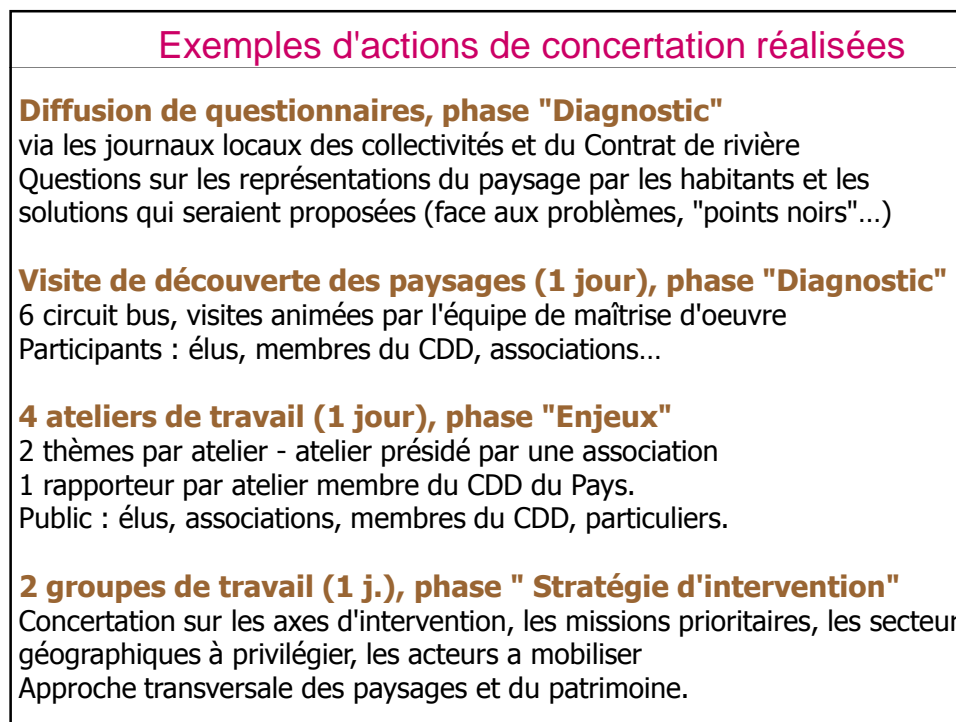 Exemples d'actions de concertation réalisées
Diffusion de questionnaires, phase "Diagnostic"
via les journaux locaux des collectivités et du Contrat de rivière
Questions sur les représentations du paysage par les habitants et les
solutions qui seraient proposées (face aux problèmes, "points noirs"…)
Visite de découverte des paysages (1 jour), phase "Diagnostic"
6 circuit bus, visites animées par l'équipe de maîtrise d'oeuvre
Participants : élus, membres du CDD, associations…
4 ateliers de travail (1 jour), phase "Enjeux"
2 thèmes par atelier - atelier présidé par une association
1 rapporteur par atelier membre du CDD du Pays.
Public : élus, associations, membres du CDD, particuliers.
2 groupes de travail (1 j.), phase " Stratégie d'intervention"
Concertation sur les axes d'intervention, les missions prioritaires, les secteur
géographiques à privilégier, les acteurs a mobiliser
Approche transversale des paysages et du patrimoine.